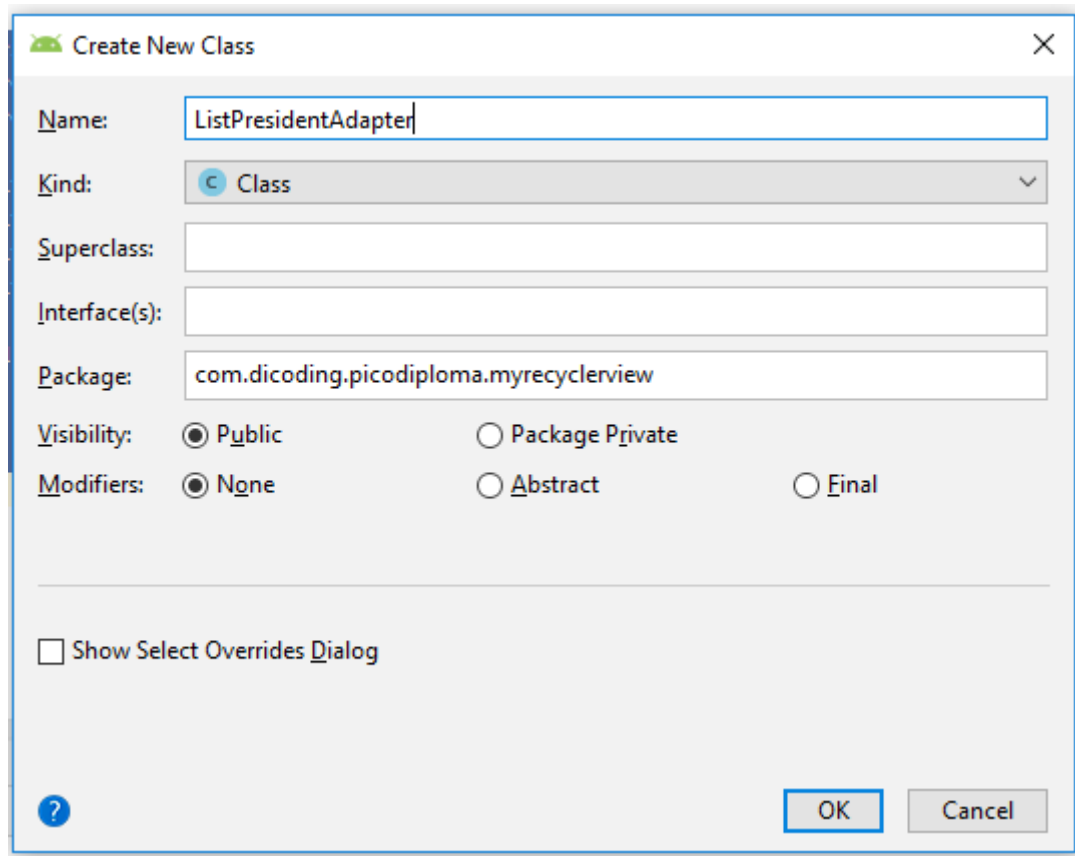 Create New Class
Name: ListPresidentAdapter
Kind: C Class
Superclass:
Interface(s):
Package: com.dicoding.picodiploma.myrecyclerview
Visibility: Public Package Private
Modifiers: None Abstract Final
Show Select Overrides Dialog
? OK Cancel